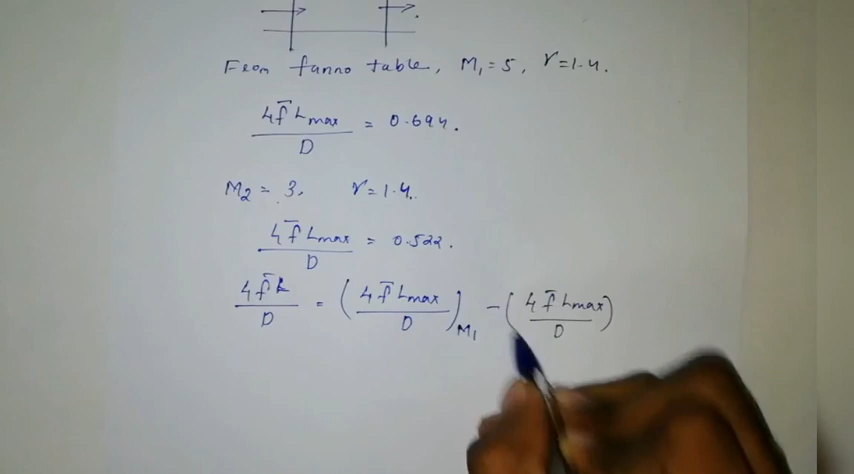 From fanno table, M₁ = 5, γ = 1.4.
4f̄Lmax / D = 0.694.
M₂ = 3, γ = 1.4.
4f̄Lmax / D = 0.522.
4f̄L / D = (4f̄Lmax / D)M₁ - (4f̄Lmax / D)